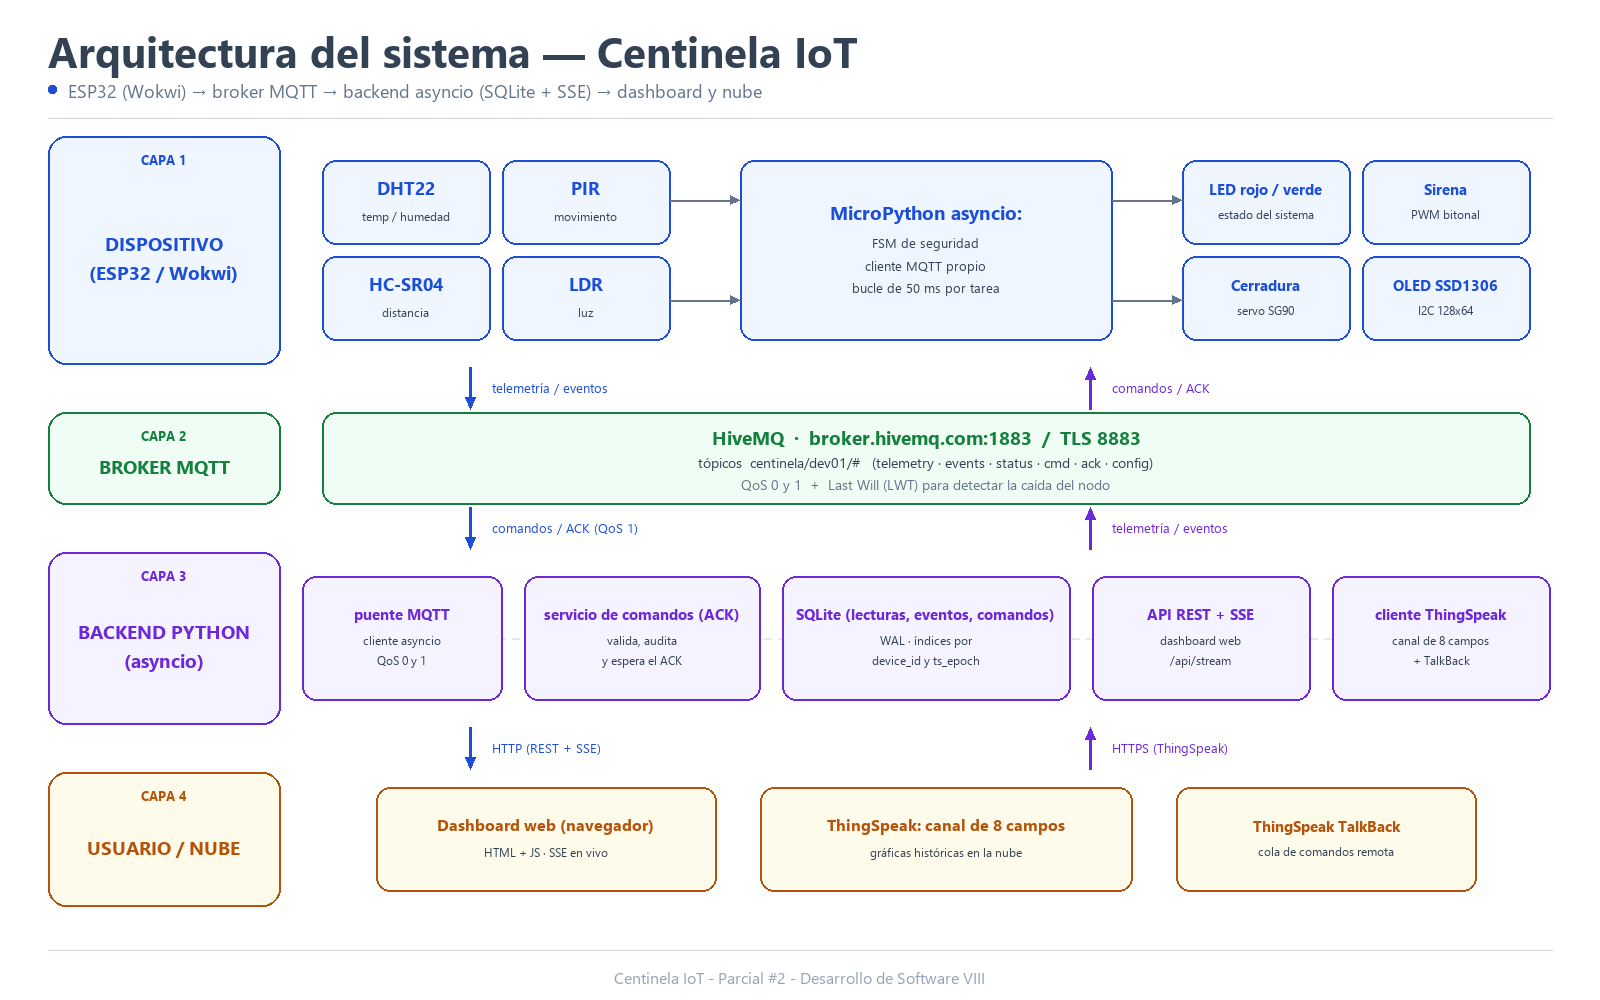 Arquitectura del sistema — Centinela IoT
ESP32 (Wokwi) → broker MQTT → backend asyncio (SQLite + SSE) → dashboard y nube
CAPA 1
DISPOSITIVO
(ESP32 / Wokwi)
DHT22
temp / humedad
PIR
movimiento
HC-SR04
distancia
LDR
luz
MicroPython asyncio:
FSM de seguridad
cliente MQTT propio
bucle de 50 ms por tarea
LED rojo / verde
estado del sistema
Sirena
PWM bitonal
Cerradura
servo SG90
OLED SSD1306
I2C 128x64
telemetría / eventos
comandos / ACK
CAPA 2
BROKER MQTT
HiveMQ · broker.hivemq.com:1883 / TLS 8883
tópicos centinela/dev01/# (telemetry · events · status · cmd · ack · config)
QoS 0 y 1 + Last Will (LWT) para detectar la caída del nodo
comandos / ACK (QoS 1)
telemetría / eventos
CAPA 3
BACKEND PYTHON
(asyncio)
puente MQTT
cliente asyncio
QoS 0 y 1
servicio de comandos (ACK)
valida, audita
y espera el ACK
SQLite (lecturas, eventos, comandos)
WAL · índices por
device_id y ts_epoch
API REST + SSE
dashboard web
/api/stream
cliente ThingSpeak
canal de 8 campos
+ TalkBack
HTTP (REST + SSE)
HTTPS (ThingSpeak)
CAPA 4
USUARIO / NUBE
Dashboard web (navegador)
HTML + JS · SSE en vivo
ThingSpeak: canal de 8 campos
gráficas históricas en la nube
ThingSpeak TalkBack
cola de comandos remota
Centinela IoT - Parcial #2 - Desarrollo de Software VIII